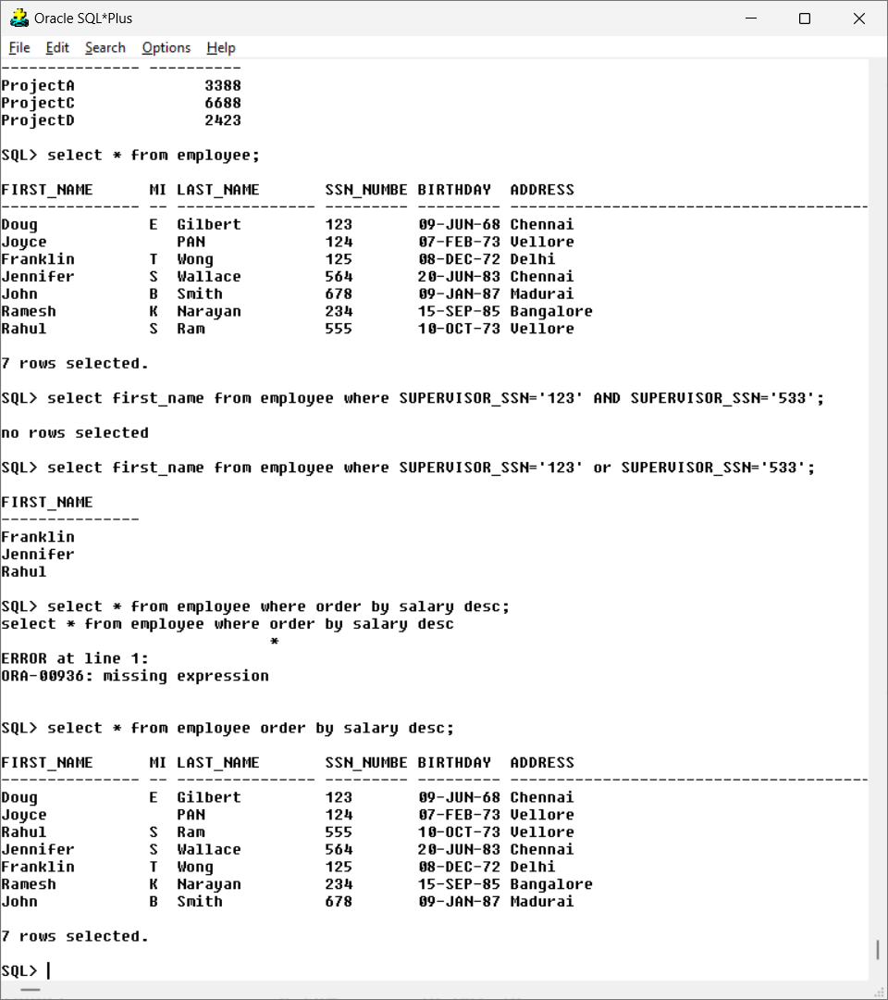 Oracle SQL*Plus
File Edit Search Options Help
--------------- ----------
ProjectA              3388
ProjectC              6688
ProjectD              2423
SQL> select * from employee;
FIRST_NAME      MI LAST_NAME       SSN_NUMBE BIRTHDAY  ADDRESS
--------------- -- --------------- --------- --------- ---------------------------------------
Doug            E  Gilbert         123       09-JUN-68 Chennai
Joyce              PAN             124       07-FEB-73 Vellore
Franklin        T  Wong            125       08-DEC-72 Delhi
Jennifer        S  Wallace         564       20-JUN-83 Chennai
John            B  Smith           678       09-JAN-87 Madurai
Ramesh          K  Narayan         234       15-SEP-85 Bangalore
Rahul           S  Ram             555       10-OCT-73 Vellore
7 rows selected.
SQL> select first_name from employee where SUPERVISOR_SSN='123' AND SUPERVISOR_SSN='533';
no rows selected
SQL> select first_name from employee where SUPERVISOR_SSN='123' or SUPERVISOR_SSN='533';
FIRST_NAME
---------------
Franklin
Jennifer
Rahul
SQL> select * from employee where order by salary desc;
select * from employee where order by salary desc
                             *
ERROR at line 1:
ORA-00936: missing expression
SQL> select * from employee order by salary desc;
FIRST_NAME      MI LAST_NAME       SSN_NUMBE BIRTHDAY  ADDRESS
--------------- -- --------------- --------- --------- ---------------------------------------
Doug            E  Gilbert         123       09-JUN-68 Chennai
Joyce              PAN             124       07-FEB-73 Vellore
Rahul           S  Ram             555       10-OCT-73 Vellore
Jennifer        S  Wallace         564       20-JUN-83 Chennai
Franklin        T  Wong            125       08-DEC-72 Delhi
Ramesh          K  Narayan         234       15-SEP-85 Bangalore
John            B  Smith           678       09-JAN-87 Madurai
7 rows selected.
SQL>